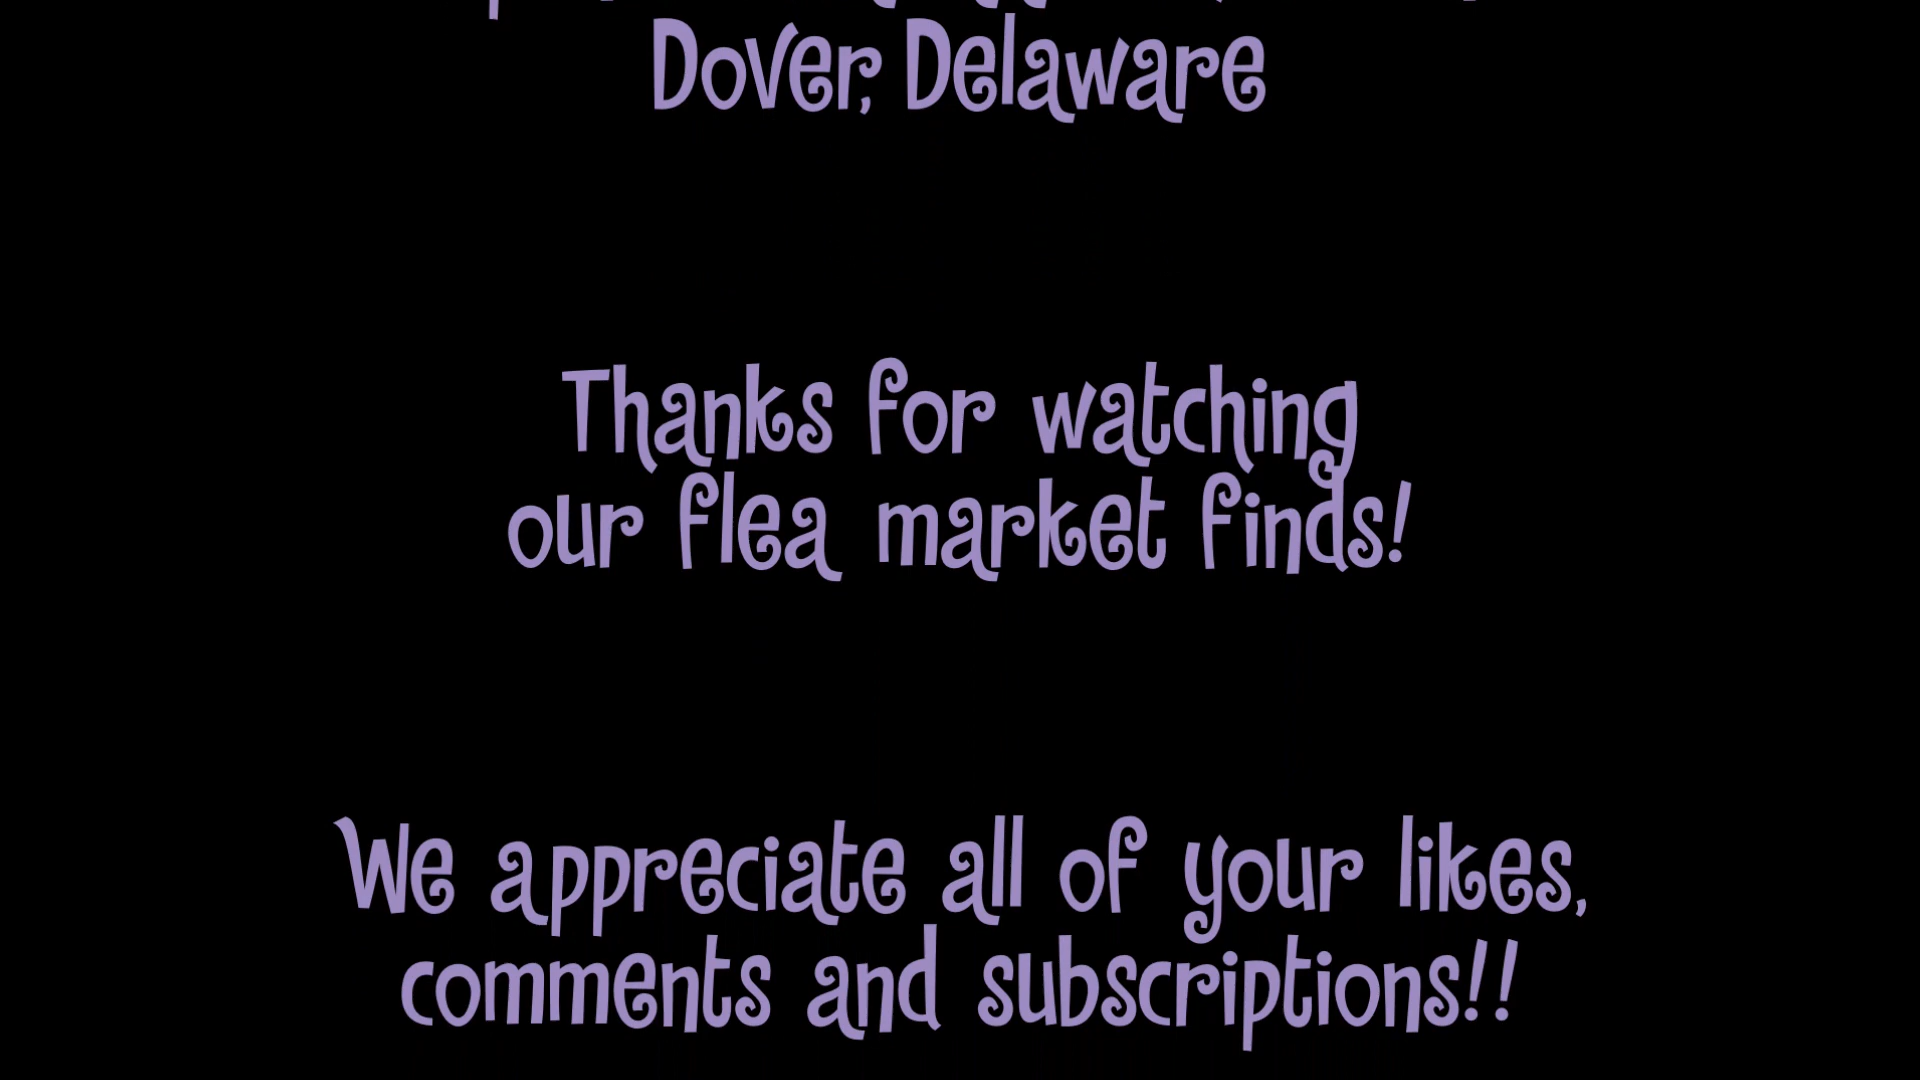 Dover, Delaware
Thanks for watching
our flea market finds!
We appreciate all of your likes,
comments and subscriptions!!